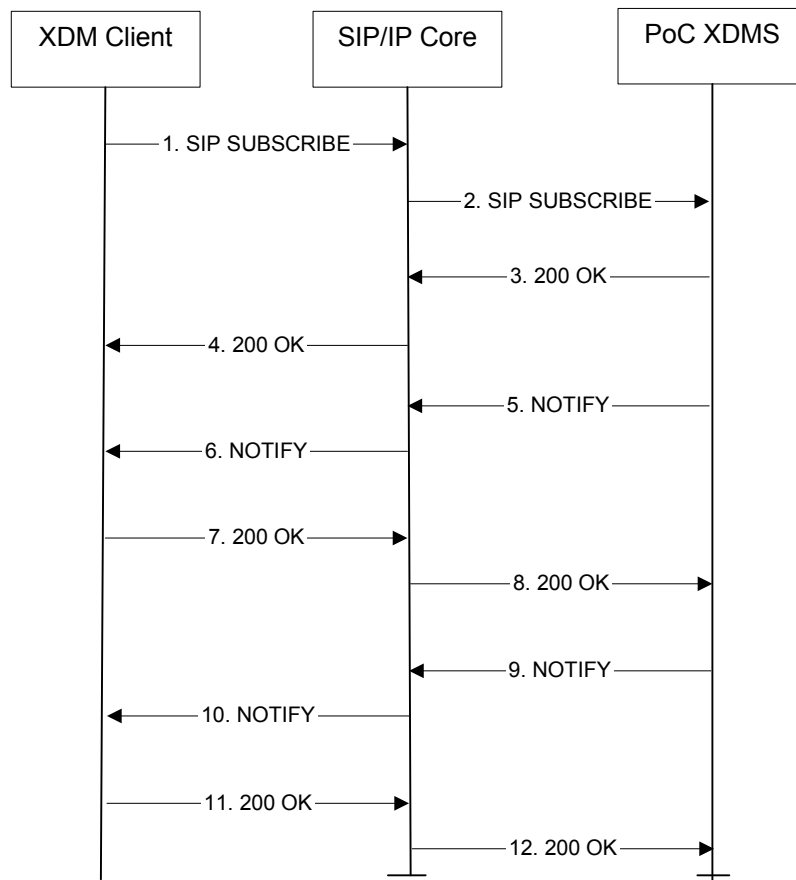 XDM Client
SIP/IP Core
PoC XDMS
1. SIP SUBSCRIBE
2. SIP SUBSCRIBE
3. 200 OK
4. 200 OK
5. NOTIFY
6. NOTIFY
7. 200 OK
8. 200 OK
9. NOTIFY
10. NOTIFY
11. 200 OK
12. 200 OK